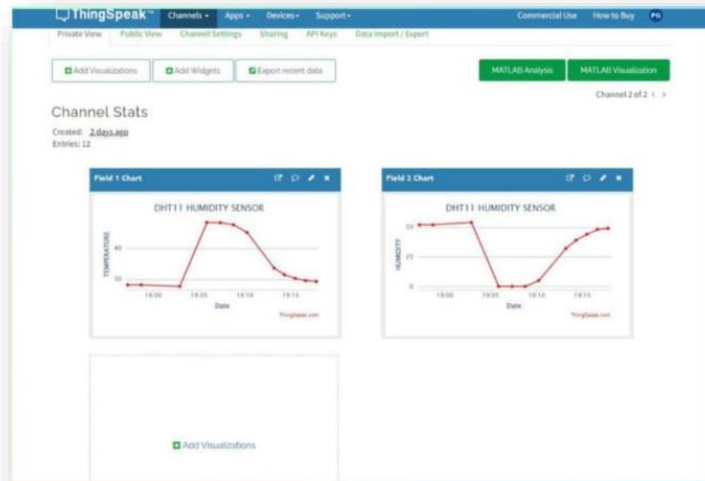 ThingSpeak™ Channels Apps Devices Support Commercial Use How to Buy PG
Private View Public View Channel Settings Sharing API Keys Data Import / Export
Add Visualizations Add Widgets Export recent data MATLAB Analysis MATLAB Visualization
Channel 2 of 2 < >
Channel Stats
Created: 2 days ago
Entries: 12
Field 1 Chart
DHT11 HUMIDITY SENSOR
TEMPERATURE
40
30
19:00 19:05 19:10 19:15
Date
ThingSpeak.com
Field 2 Chart
DHT11 HUMIDITY SENSOR
HUMIDITY
50
25
0
19:00 19:05 19:10 19:15
Date
ThingSpeak.com
Add Visualizations